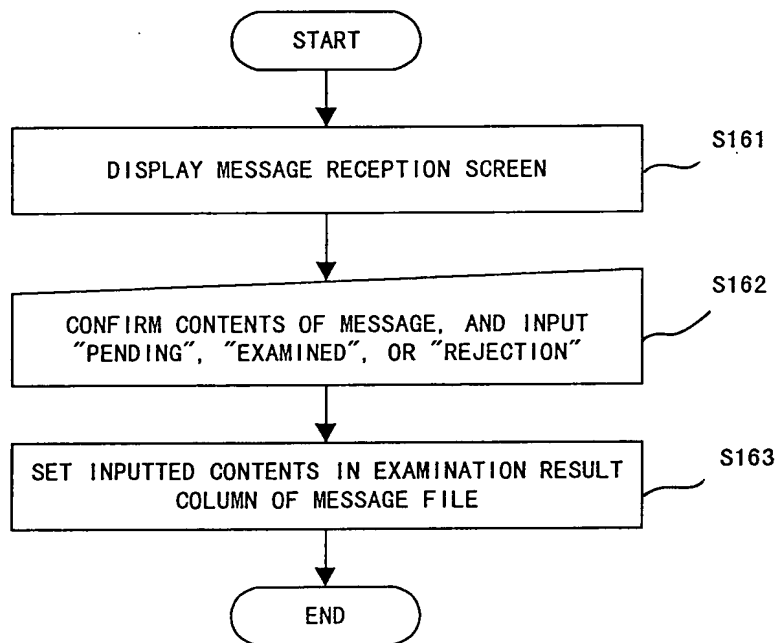 START
DISPLAY MESSAGE RECEPTION SCREEN
S161
CONFIRM CONTENTS OF MESSAGE, AND INPUT
"PENDING", "EXAMINED", OR "REJECTION"
S162
SET INPUTTED CONTENTS IN EXAMINATION RESULT
COLUMN OF MESSAGE FILE
S163
END